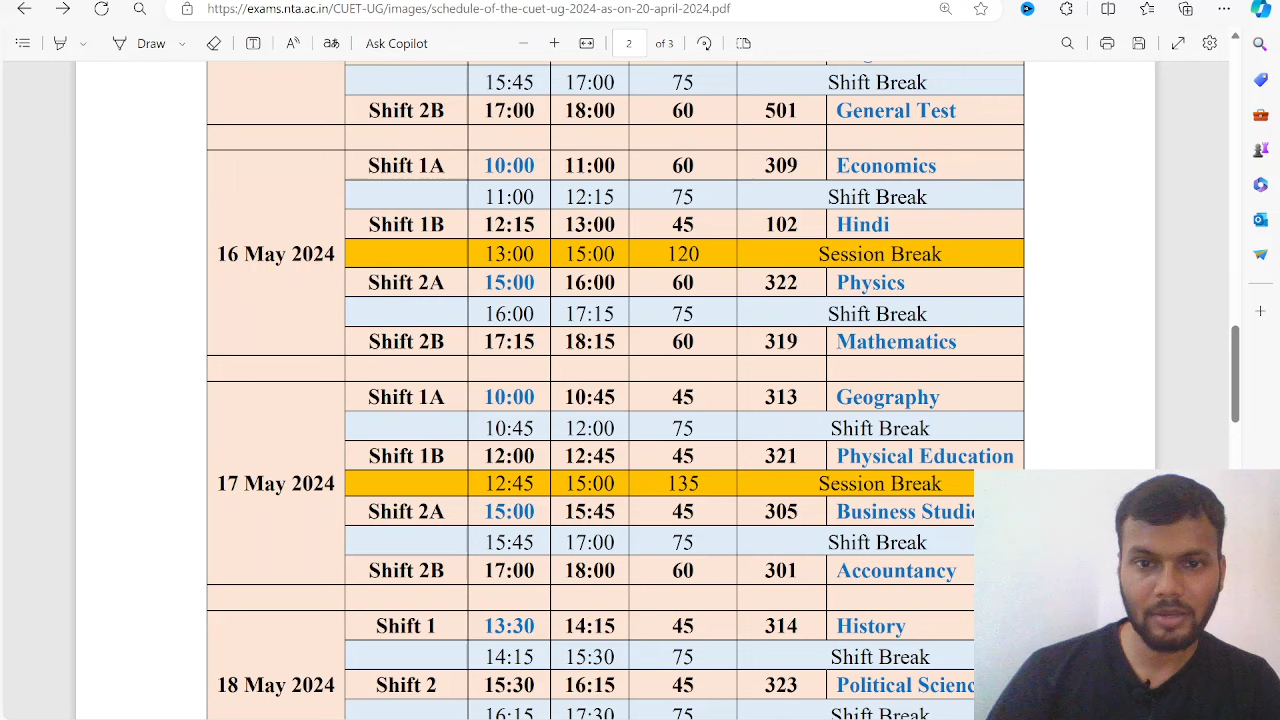 https://exams.nta.ac.in/CUET-UG/images/schedule-of-the-cuet-ug-2024-as-on-20-april-2024.pdf
Draw Ask Copilot 2 of 3
15:45 17:00 75 Shift Break
Shift 2B 17:00 18:00 60 501 General Test
Shift 1A 10:00 11:00 60 309 Economics
11:00 12:15 75 Shift Break
Shift 1B 12:15 13:00 45 102 Hindi
16 May 2024 13:00 15:00 120 Session Break
Shift 2A 15:00 16:00 60 322 Physics
16:00 17:15 75 Shift Break
Shift 2B 17:15 18:15 60 319 Mathematics
Shift 1A 10:00 10:45 45 313 Geography
10:45 12:00 75 Shift Break
Shift 1B 12:00 12:45 45 321 Physical Education
17 May 2024 12:45 15:00 135 Session Break
Shift 2A 15:00 15:45 45 305 Business Studi
15:45 17:00 75 Shift Break
Shift 2B 17:00 18:00 60 301 Accountancy
Shift 1 13:30 14:15 45 314 History
14:15 15:30 75 Shift Break
18 May 2024 Shift 2 15:30 16:15 45 323 Political Scienc
16:15 17:30 75 Shift Break